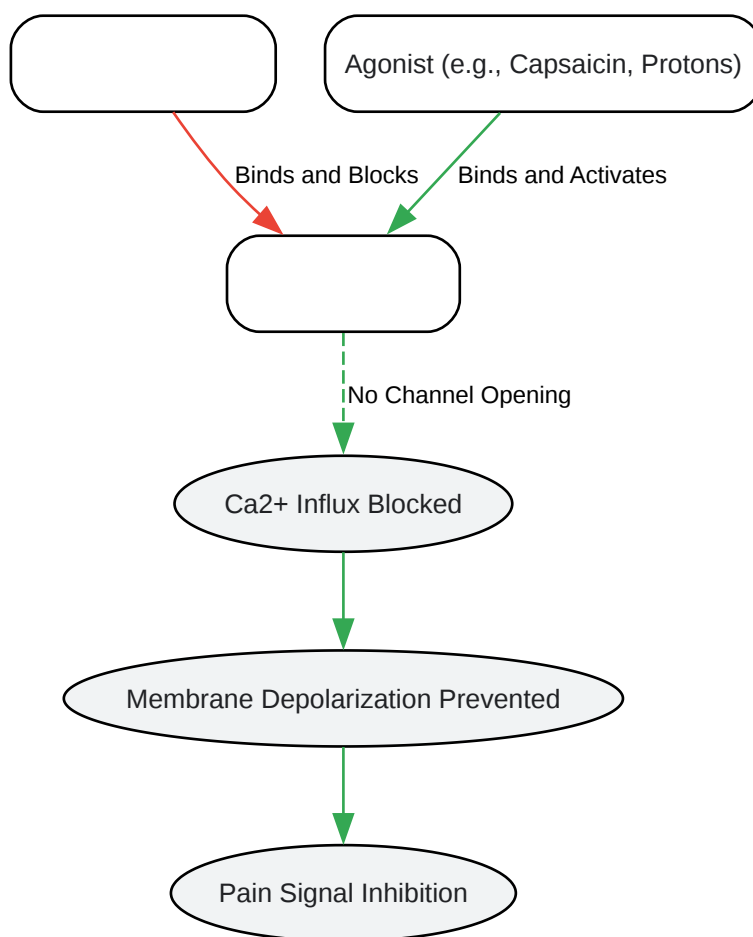 Agonist (e.g., Capsaicin, Protons)
Binds and Blocks
Binds and Activates
No Channel Opening
Ca2+ Influx Blocked
Membrane Depolarization Prevented
Pain Signal Inhibition